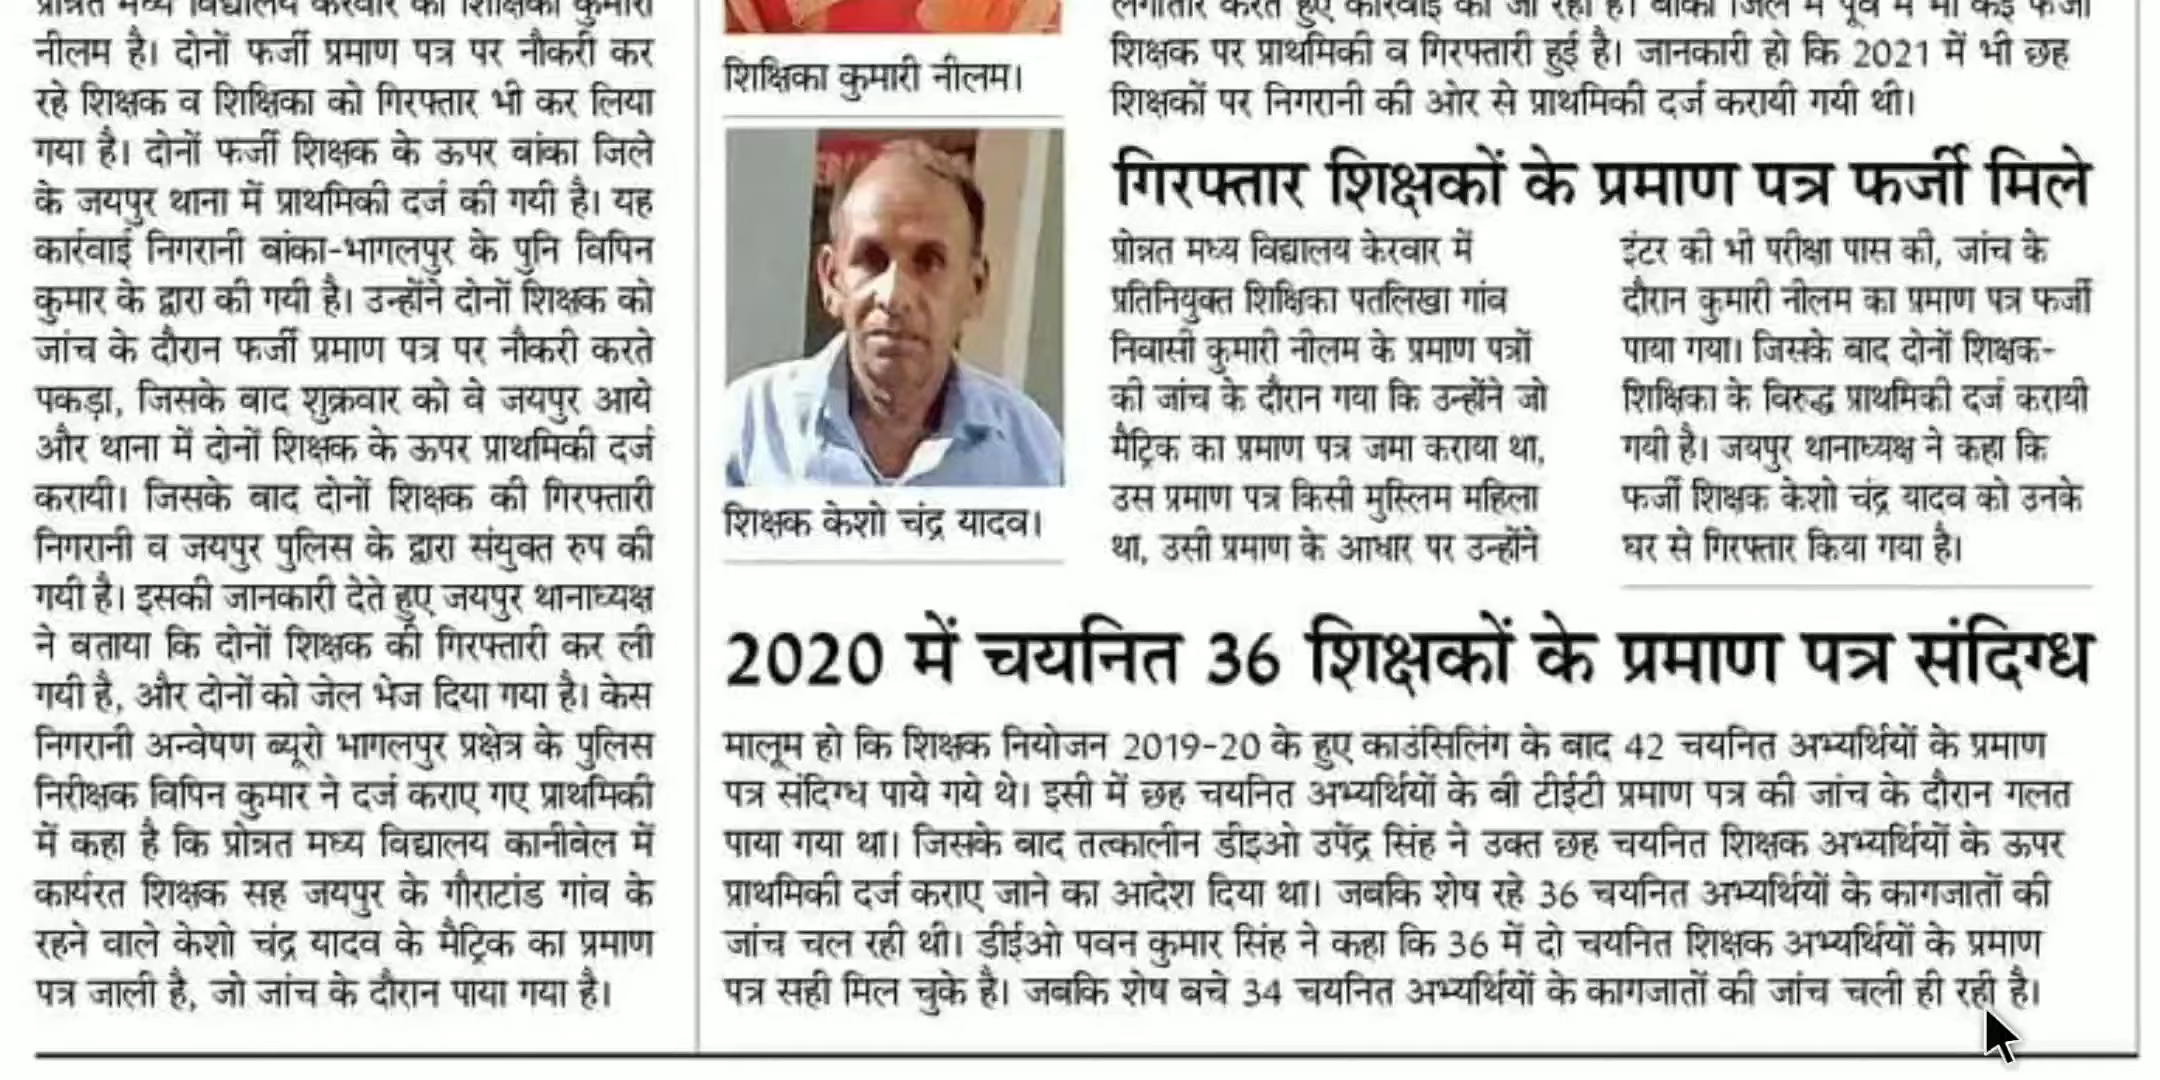 प्रोन्नत मध्य विद्यालय केरवार की शिक्षिका कुमारी
नीलम है। दोनों फर्जी प्रमाण पत्र पर नौकरी कर
रहे शिक्षक व शिक्षिका को गिरफ्तार भी कर लिया
गया है। दोनों फर्जी शिक्षक के ऊपर बांका जिले
के जयपुर थाना में प्राथमिकी दर्ज की गयी है। यह
कार्रवाई निगरानी बांका-भागलपुर के पुनि विपिन
कुमार के द्वारा की गयी है। उन्होंने दोनों शिक्षक को
जांच के दौरान फर्जी प्रमाण पत्र पर नौकरी करते
पकड़ा, जिसके बाद शुक्रवार को वे जयपुर आये
और थाना में दोनों शिक्षक के ऊपर प्राथमिकी दर्ज
करायी। जिसके बाद दोनों शिक्षक की गिरफ्तारी
निगरानी व जयपुर पुलिस के द्वारा संयुक्त रुप की
गयी है। इसकी जानकारी देते हुए जयपुर थानाध्यक्ष
ने बताया कि दोनों शिक्षक की गिरफ्तारी कर ली
गयी है, और दोनों को जेल भेज दिया गया है। केस
निगरानी अन्वेषण ब्यूरो भागलपुर प्रक्षेत्र के पुलिस
निरीक्षक विपिन कुमार ने दर्ज कराए गए प्राथमिकी
में कहा है कि प्रोन्नत मध्य विद्यालय कानीवेल में
कार्यरत शिक्षक सह जयपुर के गौराटांड गांव के
रहने वाले केशो चंद्र यादव के मैट्रिक का प्रमाण
पत्र जाली है, जो जांच के दौरान पाया गया है।
शिक्षिका कुमारी नीलम।
शिक्षक केशो चंद्र यादव।
लगातार करते हुए कार्रवाई की जा रही है। बांका जिले में पूर्व में भी कई फर्जी
शिक्षक पर प्राथमिकी व गिरफ्तारी हुई है। जानकारी हो कि 2021 में भी छह
शिक्षकों पर निगरानी की ओर से प्राथमिकी दर्ज करायी गयी थी।
गिरफ्तार शिक्षकों के प्रमाण पत्र फर्जी मिले
प्रोन्नत मध्य विद्यालय केरवार में
प्रतिनियुक्त शिक्षिका पतलिखा गांव
निवासी कुमारी नीलम के प्रमाण पत्रों
की जांच के दौरान गया कि उन्होंने जो
मैट्रिक का प्रमाण पत्र जमा कराया था,
उस प्रमाण पत्र किसी मुस्लिम महिला
था, उसी प्रमाण के आधार पर उन्होंने
इंटर की भी परीक्षा पास की, जांच के
दौरान कुमारी नीलम का प्रमाण पत्र फर्जी
पाया गया। जिसके बाद दोनों शिक्षक-
शिक्षिका के विरुद्ध प्राथमिकी दर्ज करायी
गयी है। जयपुर थानाध्यक्ष ने कहा कि
फर्जी शिक्षक केशो चंद्र यादव को उनके
घर से गिरफ्तार किया गया है।
2020 में चयनित 36 शिक्षकों के प्रमाण पत्र संदिग्ध
मालूम हो कि शिक्षक नियोजन 2019-20 के हुए काउंसिलिंग के बाद 42 चयनित अभ्यर्थियों के प्रमाण
पत्र संदिग्ध पाये गये थे। इसी में छह चयनित अभ्यर्थियों के बी टीईटी प्रमाण पत्र की जांच के दौरान गलत
पाया गया था। जिसके बाद तत्कालीन डीइओ उपेंद्र सिंह ने उक्त छह चयनित शिक्षक अभ्यर्थियों के ऊपर
प्राथमिकी दर्ज कराए जाने का आदेश दिया था। जबकि शेष रहे 36 चयनित अभ्यर्थियों के कागजातों की
जांच चल रही थी। डीईओ पवन कुमार सिंह ने कहा कि 36 में दो चयनित शिक्षक अभ्यर्थियों के प्रमाण
पत्र सही मिल चुके है। जबकि शेष बचे 34 चयनित अभ्यर्थियों के कागजातों की जांच चली ही रही है।